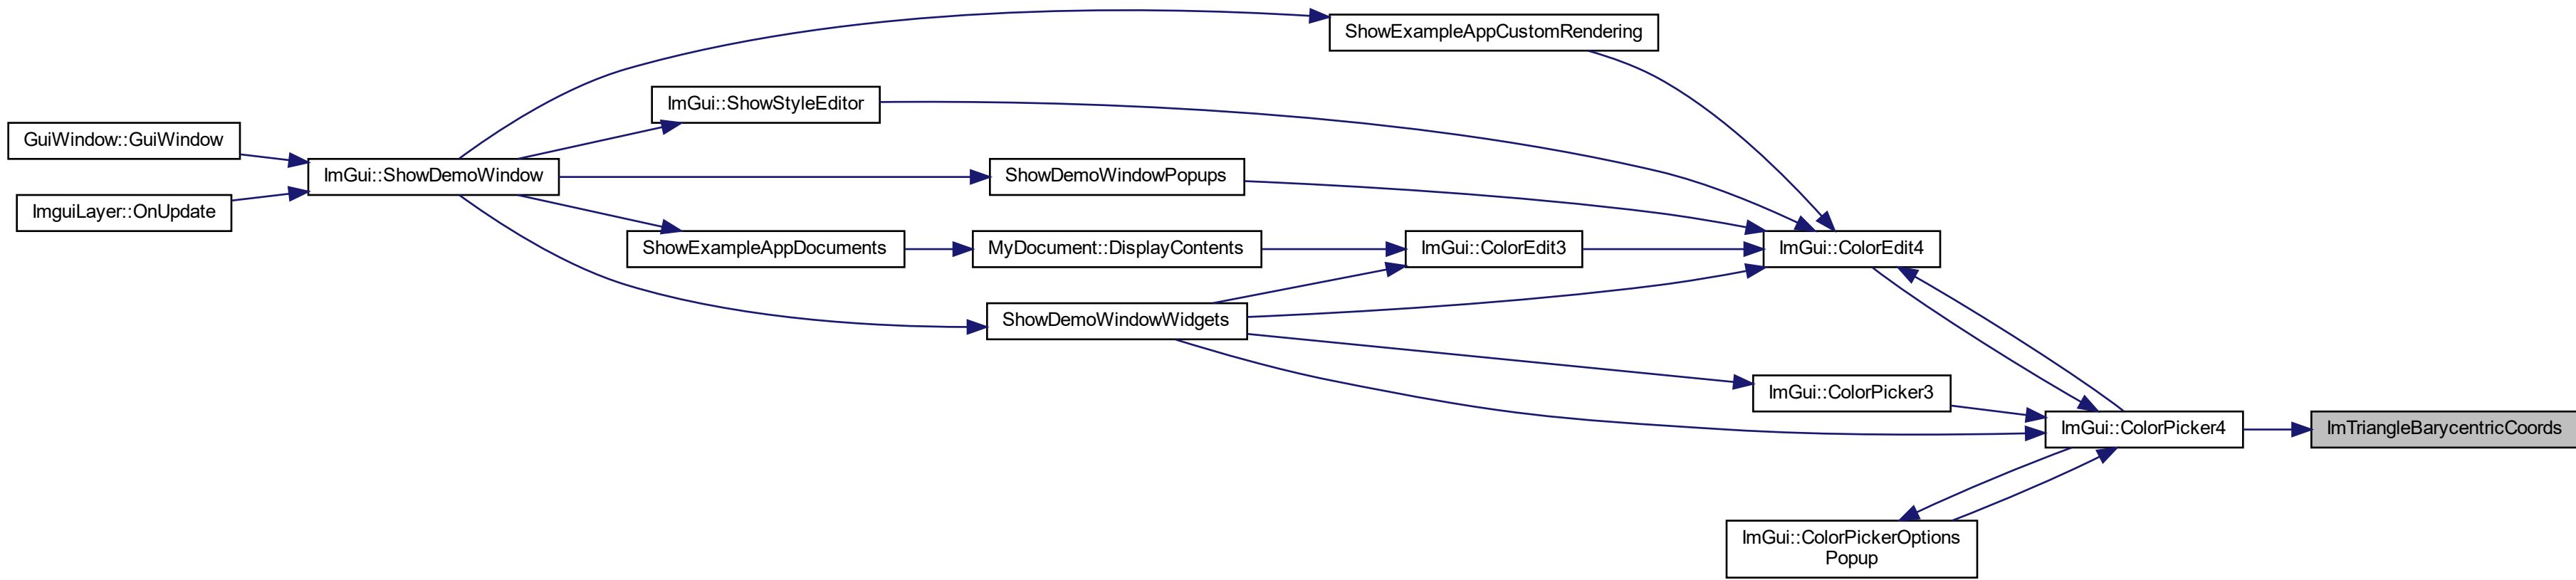 ShowExampleAppCustomRendering
ImGui::ShowStyleEditor
GuiWindow::GuiWindow
ImGui::ShowDemoWindow
ShowDemoWindowPopups
ImguiLayer::OnUpdate
ShowExampleAppDocuments
MyDocument::DisplayContents
ImGui::ColorEdit3
ImGui::ColorEdit4
ShowDemoWindowWidgets
ImGui::ColorPicker3
ImGui::ColorPicker4
ImTriangleBarycentricCoords
ImGui::ColorPickerOptions
Popup